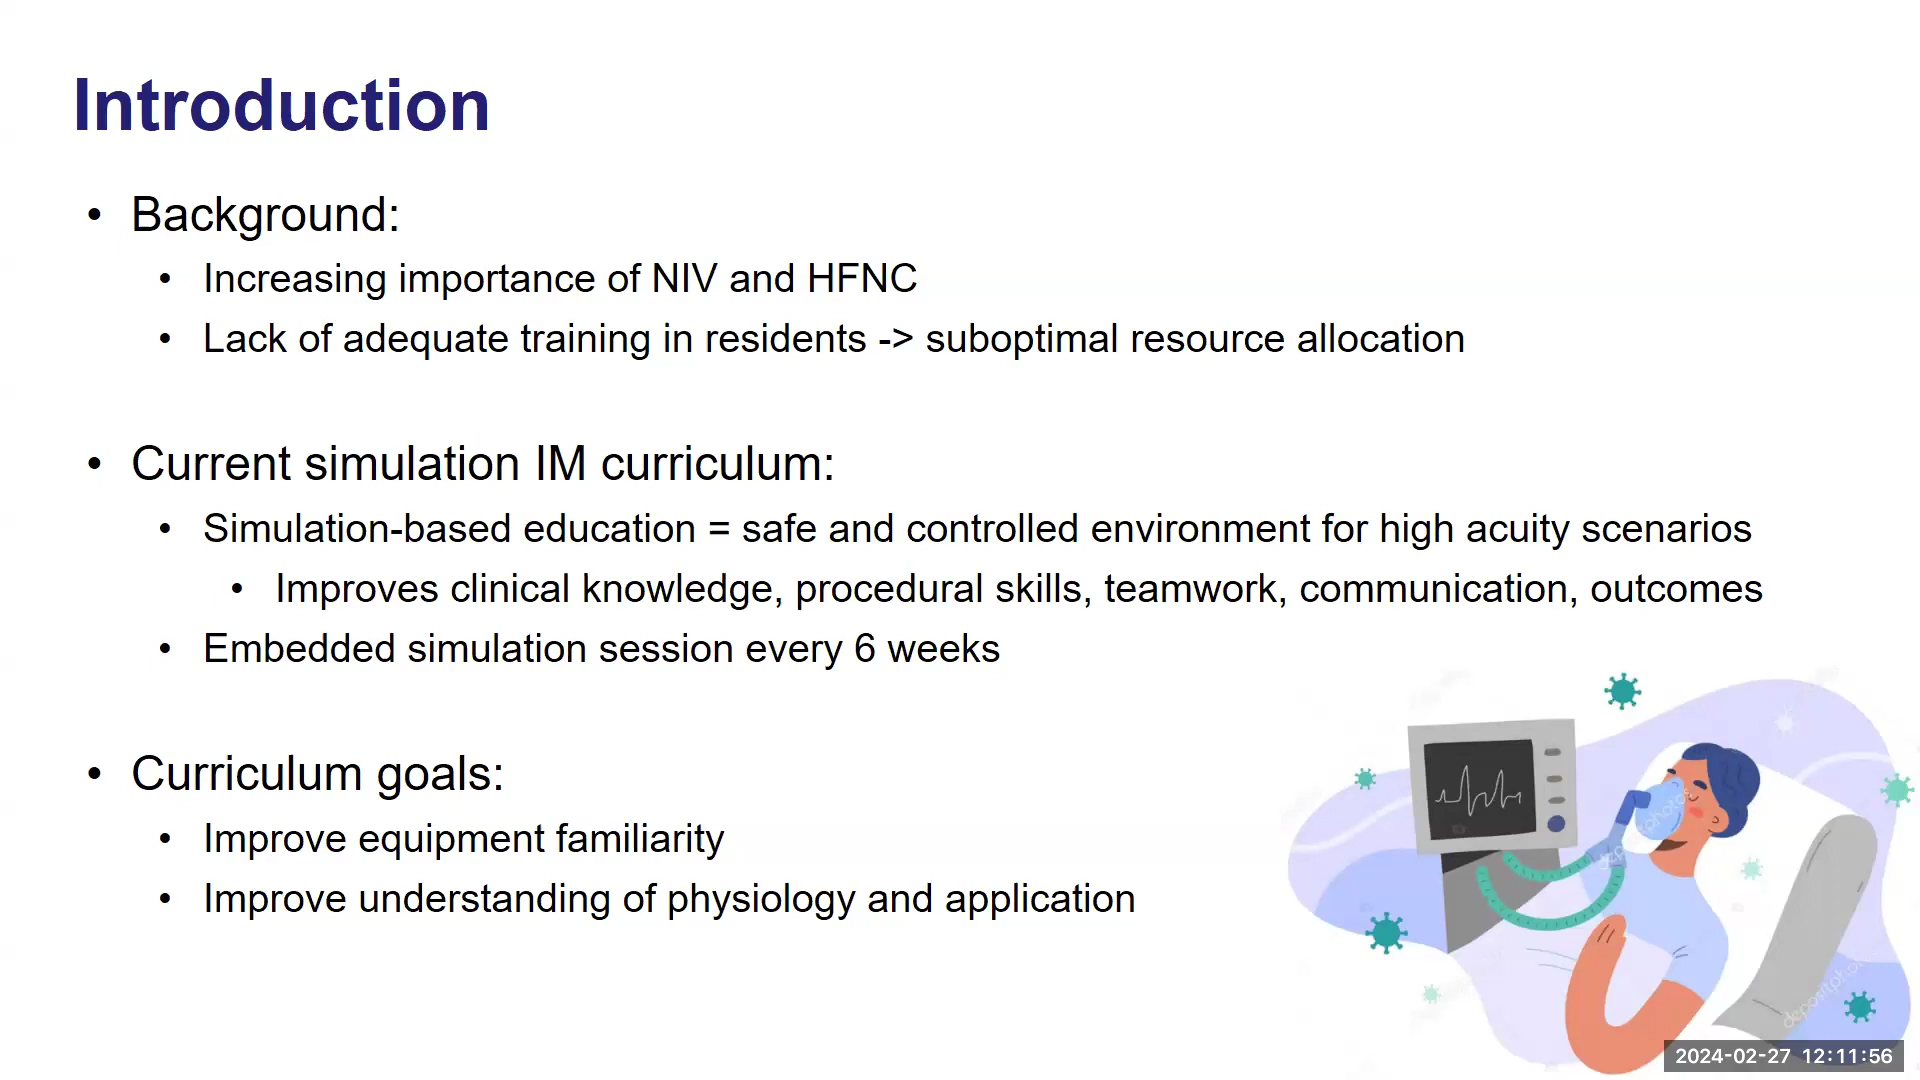 Introduction
• Background:
• Increasing importance of NIV and HFNC
• Lack of adequate training in residents -> suboptimal resource allocation
• Current simulation IM curriculum:
• Simulation-based education = safe and controlled environment for high acuity scenarios
• Improves clinical knowledge, procedural skills, teamwork, communication, outcomes
• Embedded simulation session every 6 weeks
• Curriculum goals:
• Improve equipment familiarity
• Improve understanding of physiology and application
2024-02-27 12:11:56